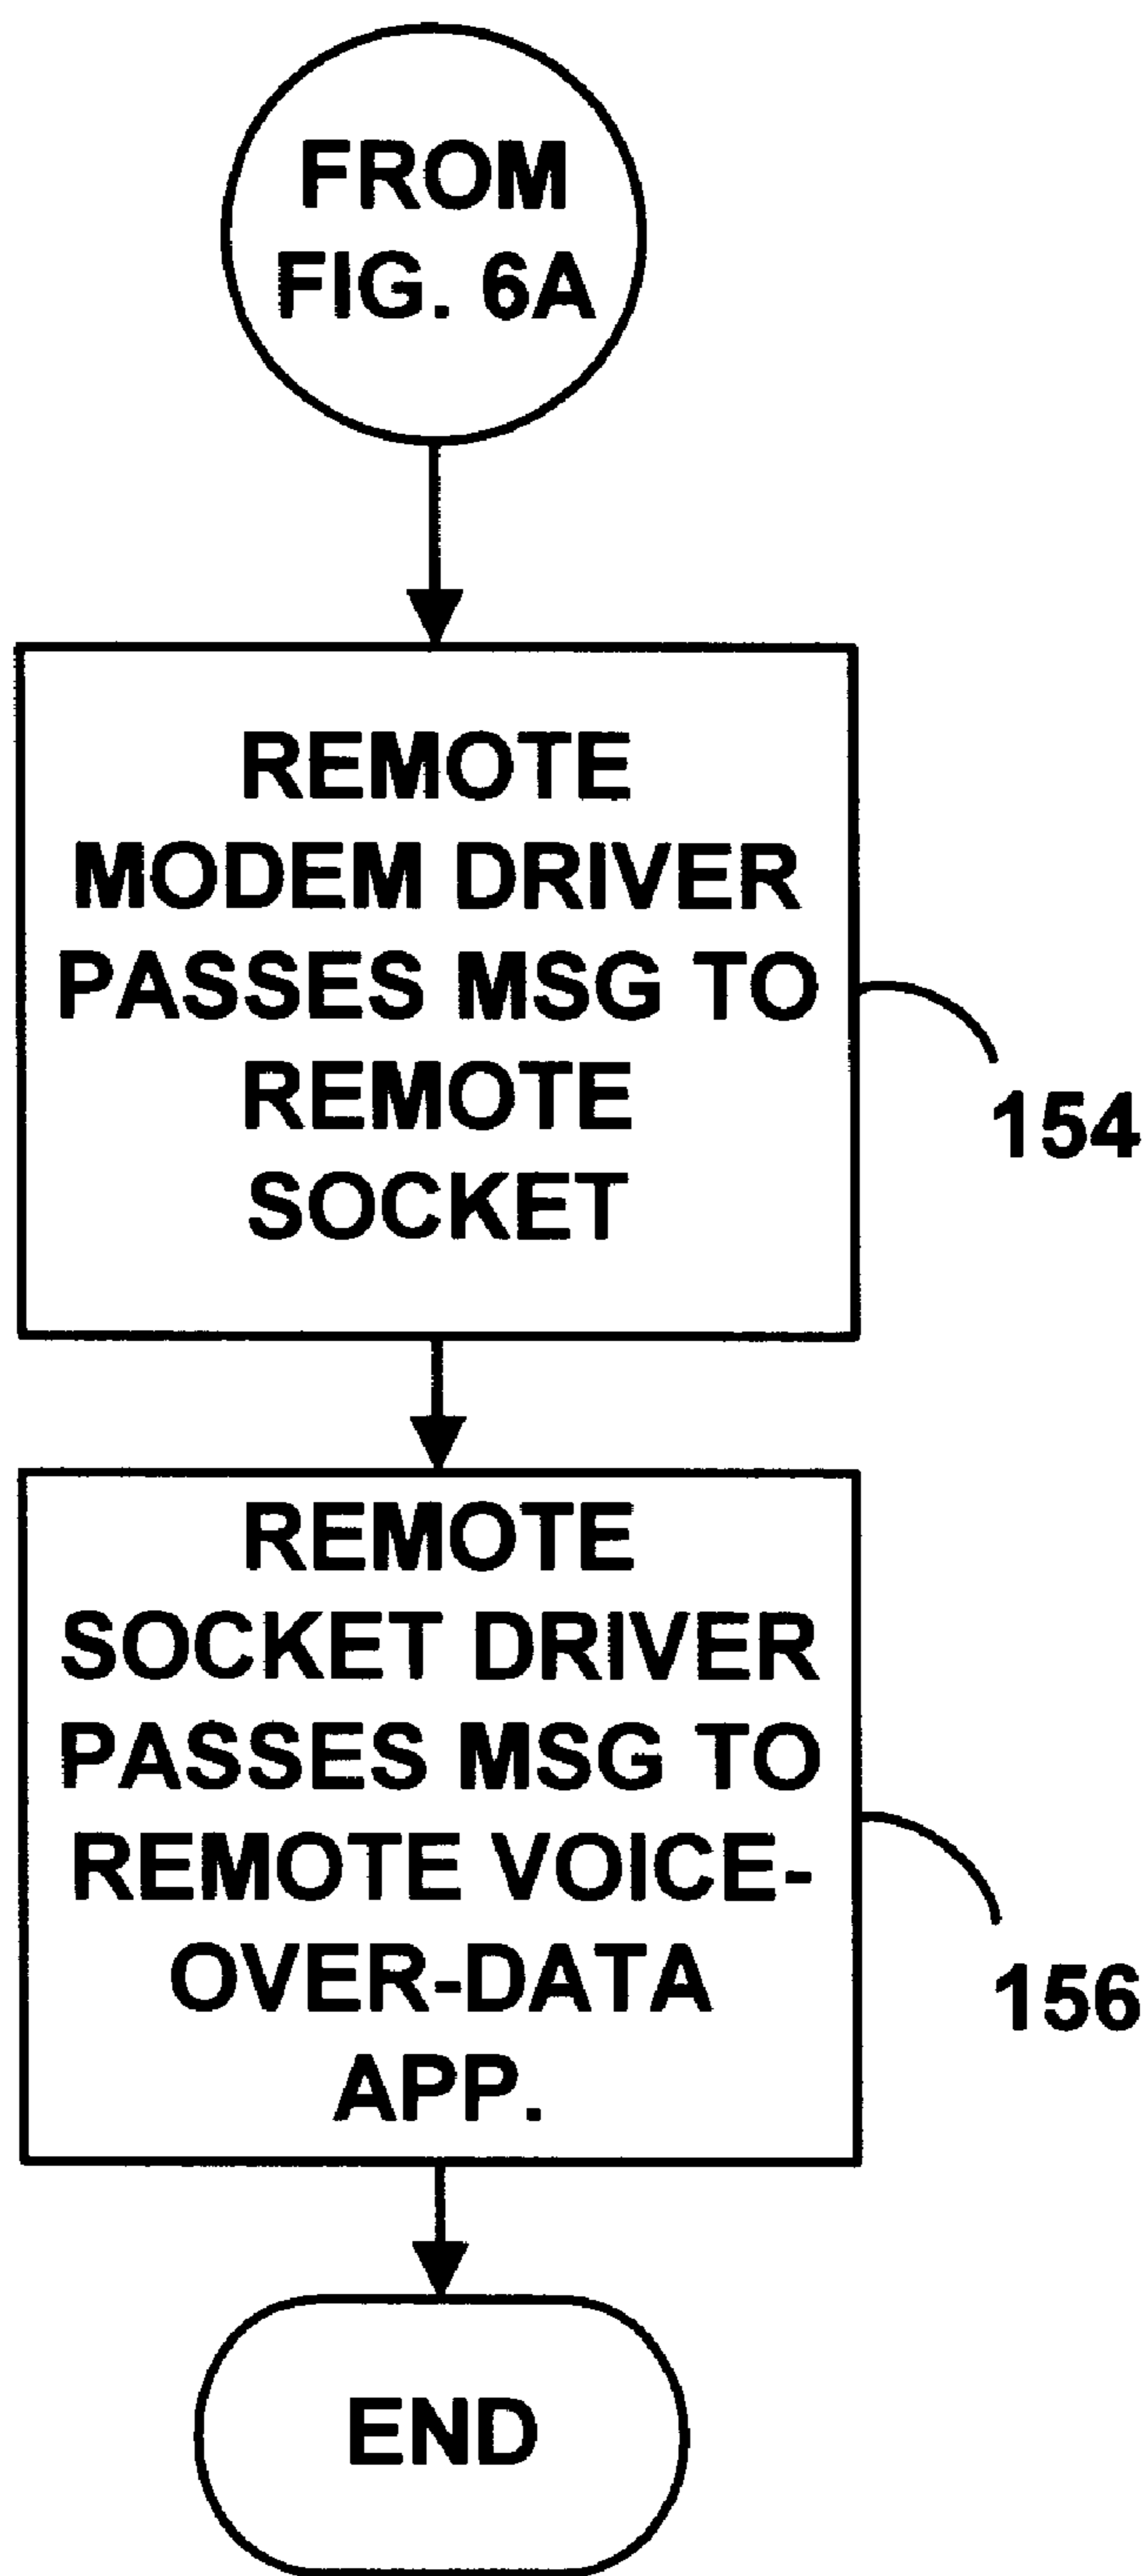 FROM
FIG. 6A
REMOTE
MODEM DRIVER
PASSES MSG TO
REMOTE
SOCKET
154
REMOTE
SOCKET DRIVER
PASSES MSG TO
REMOTE VOICE-
OVER-DATA
APP.
156
END